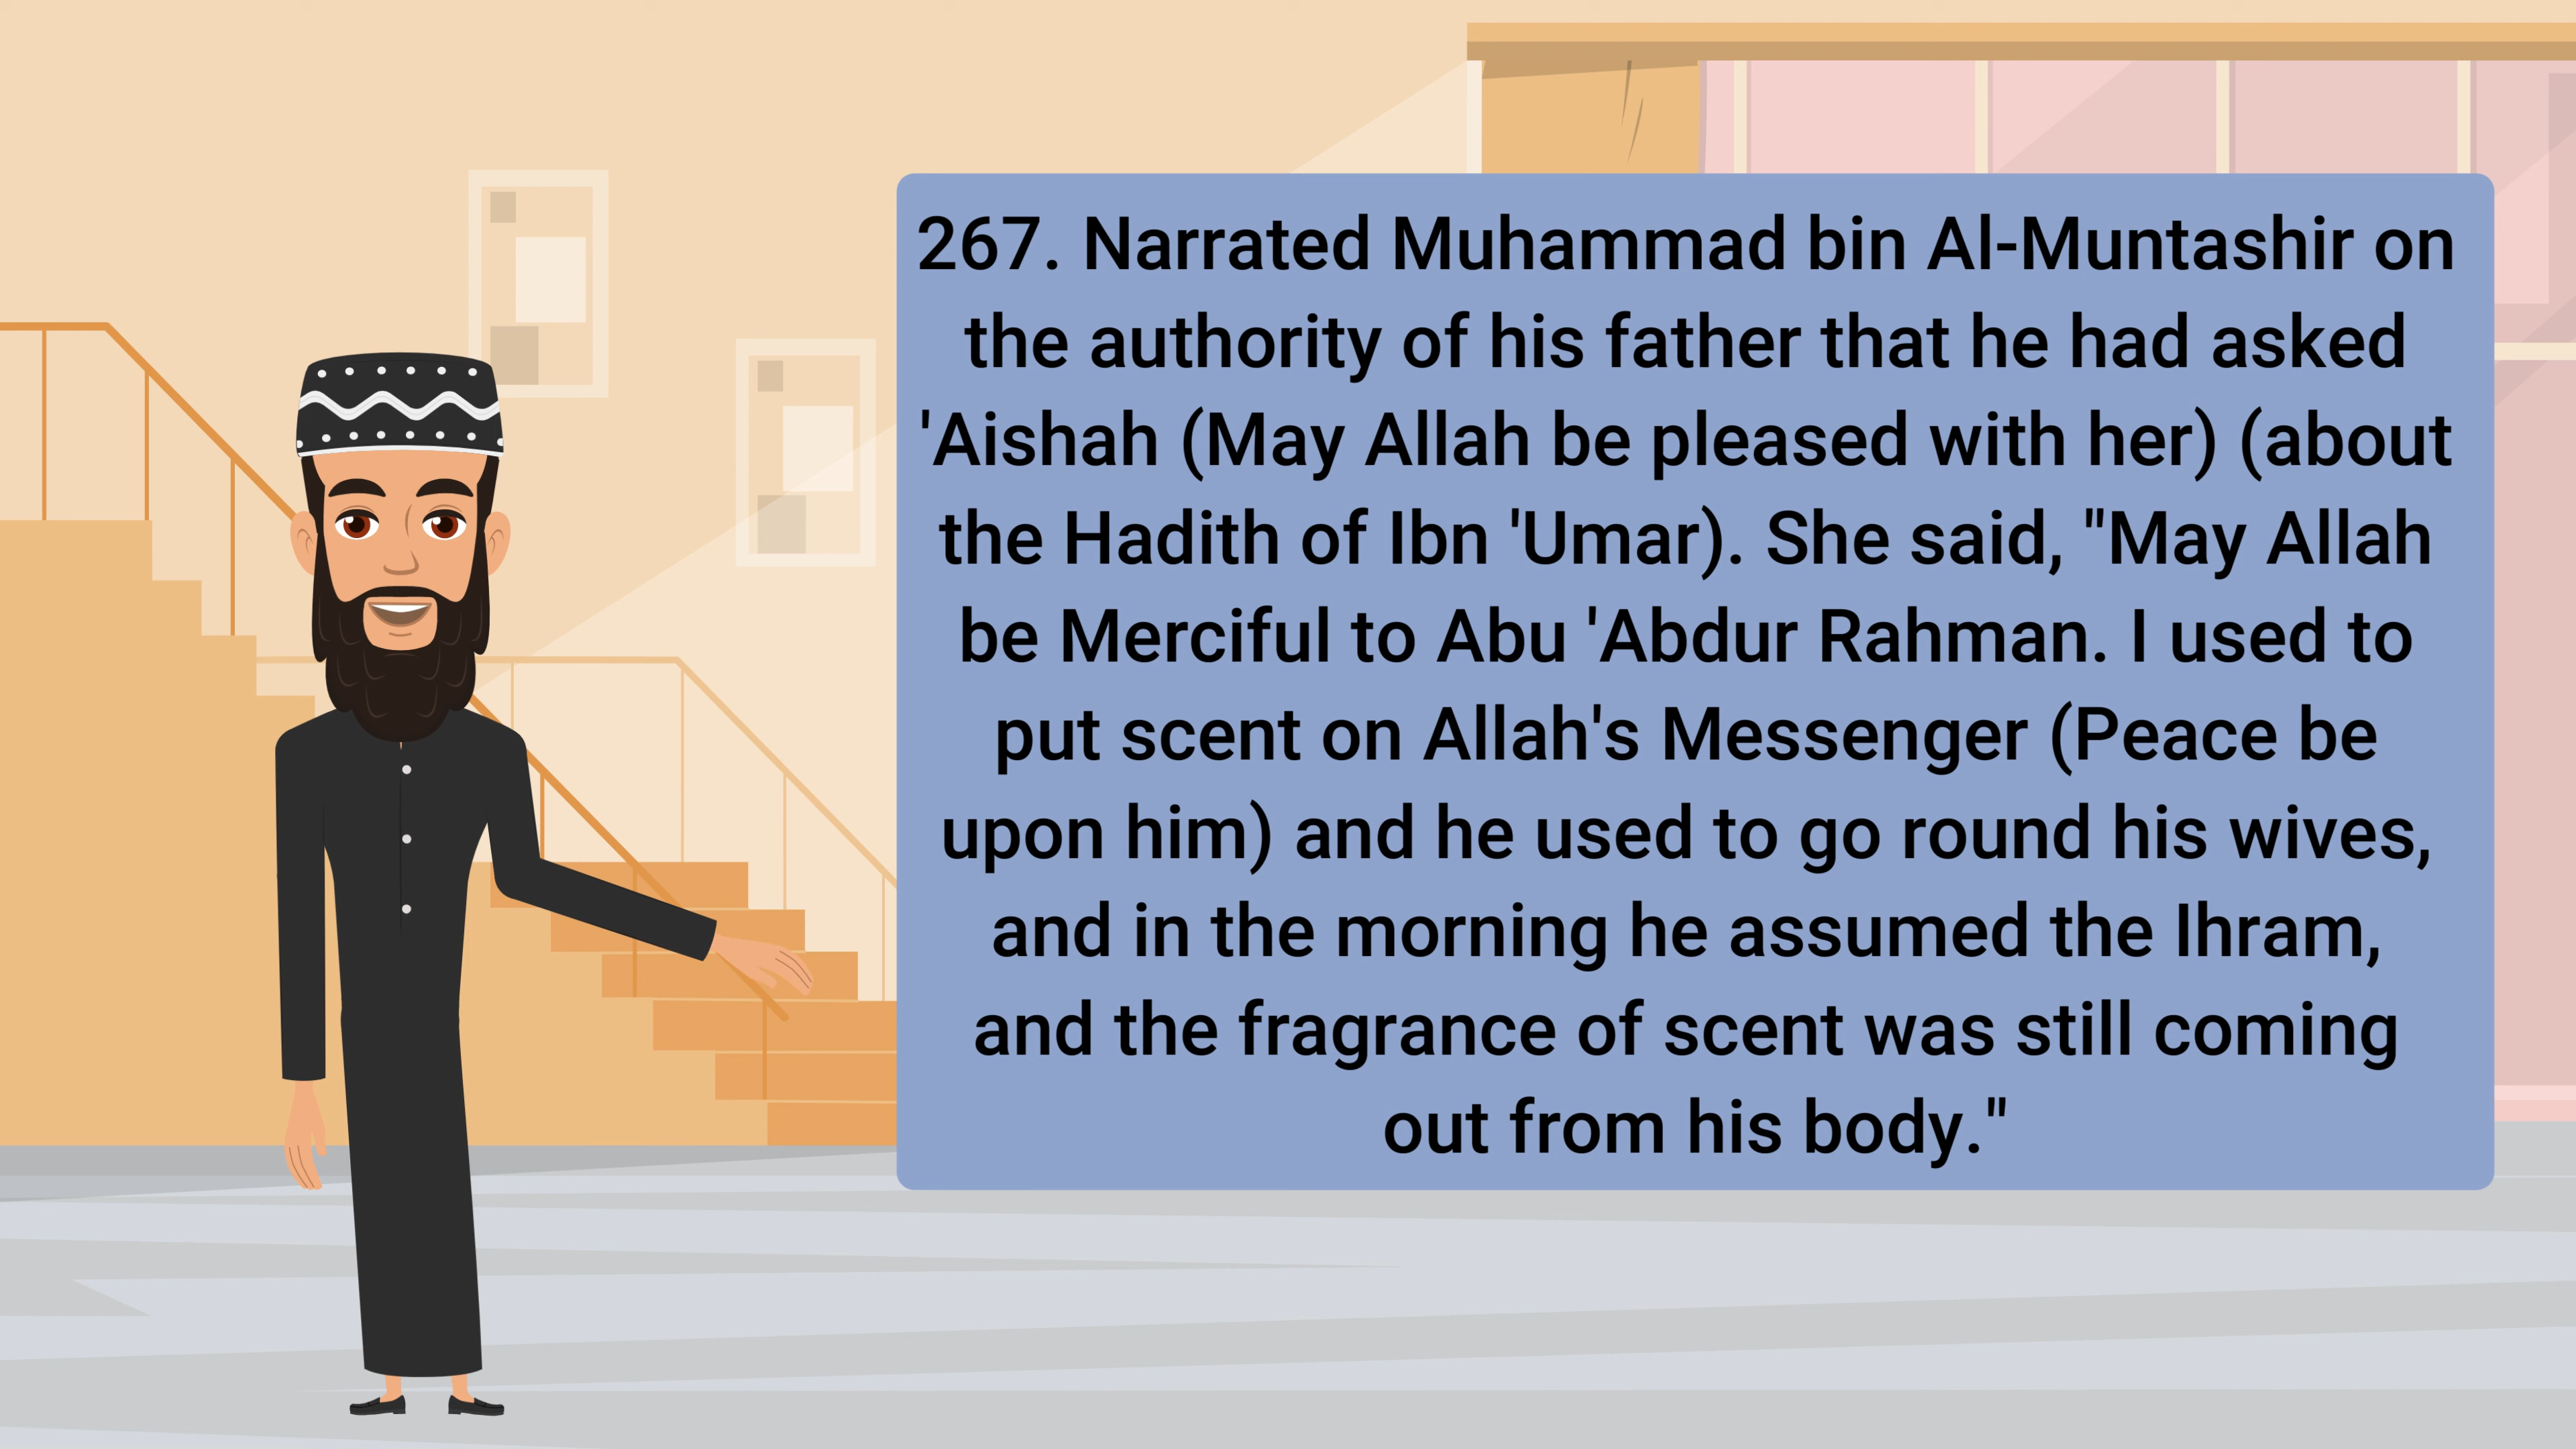 267. Narrated Muhammad bin Al-Muntashir on
the authority of his father that he had asked
'Aishah (May Allah be pleased with her) (about
the Hadith of Ibn 'Umar). She said, "May Allah
be Merciful to Abu 'Abdur Rahman. I used to
put scent on Allah's Messenger (Peace be
upon him) and he used to go round his wives,
and in the morning he assumed the Ihram,
and the fragrance of scent was still coming
out from his body."